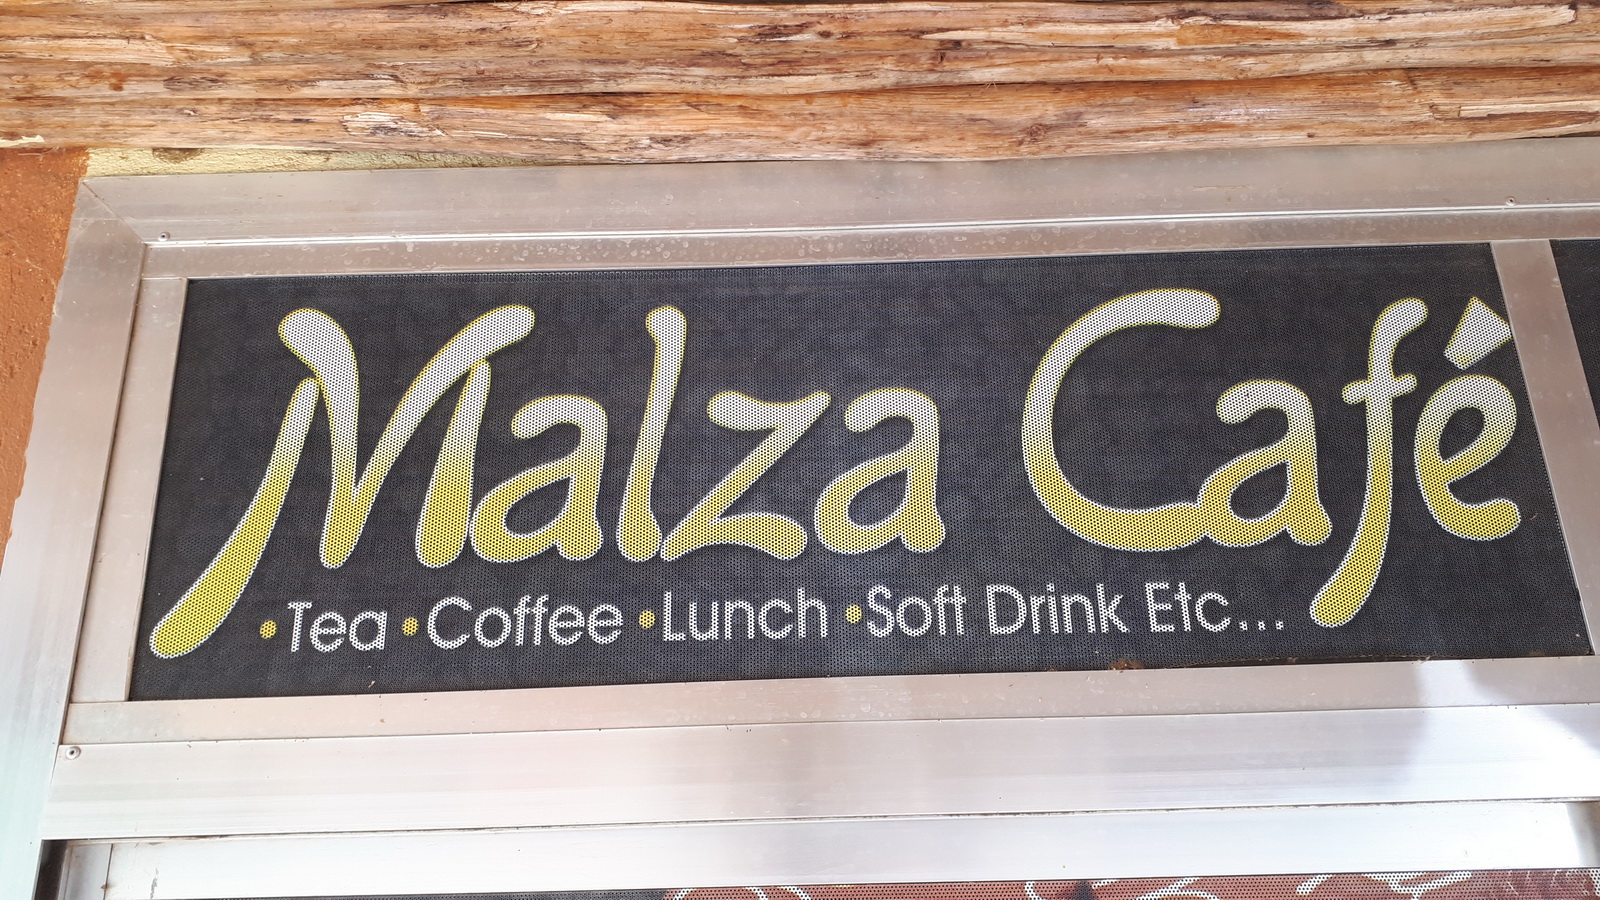 Malza Café
•Tea •Coffee •Lunch •Soft Drink Etc...